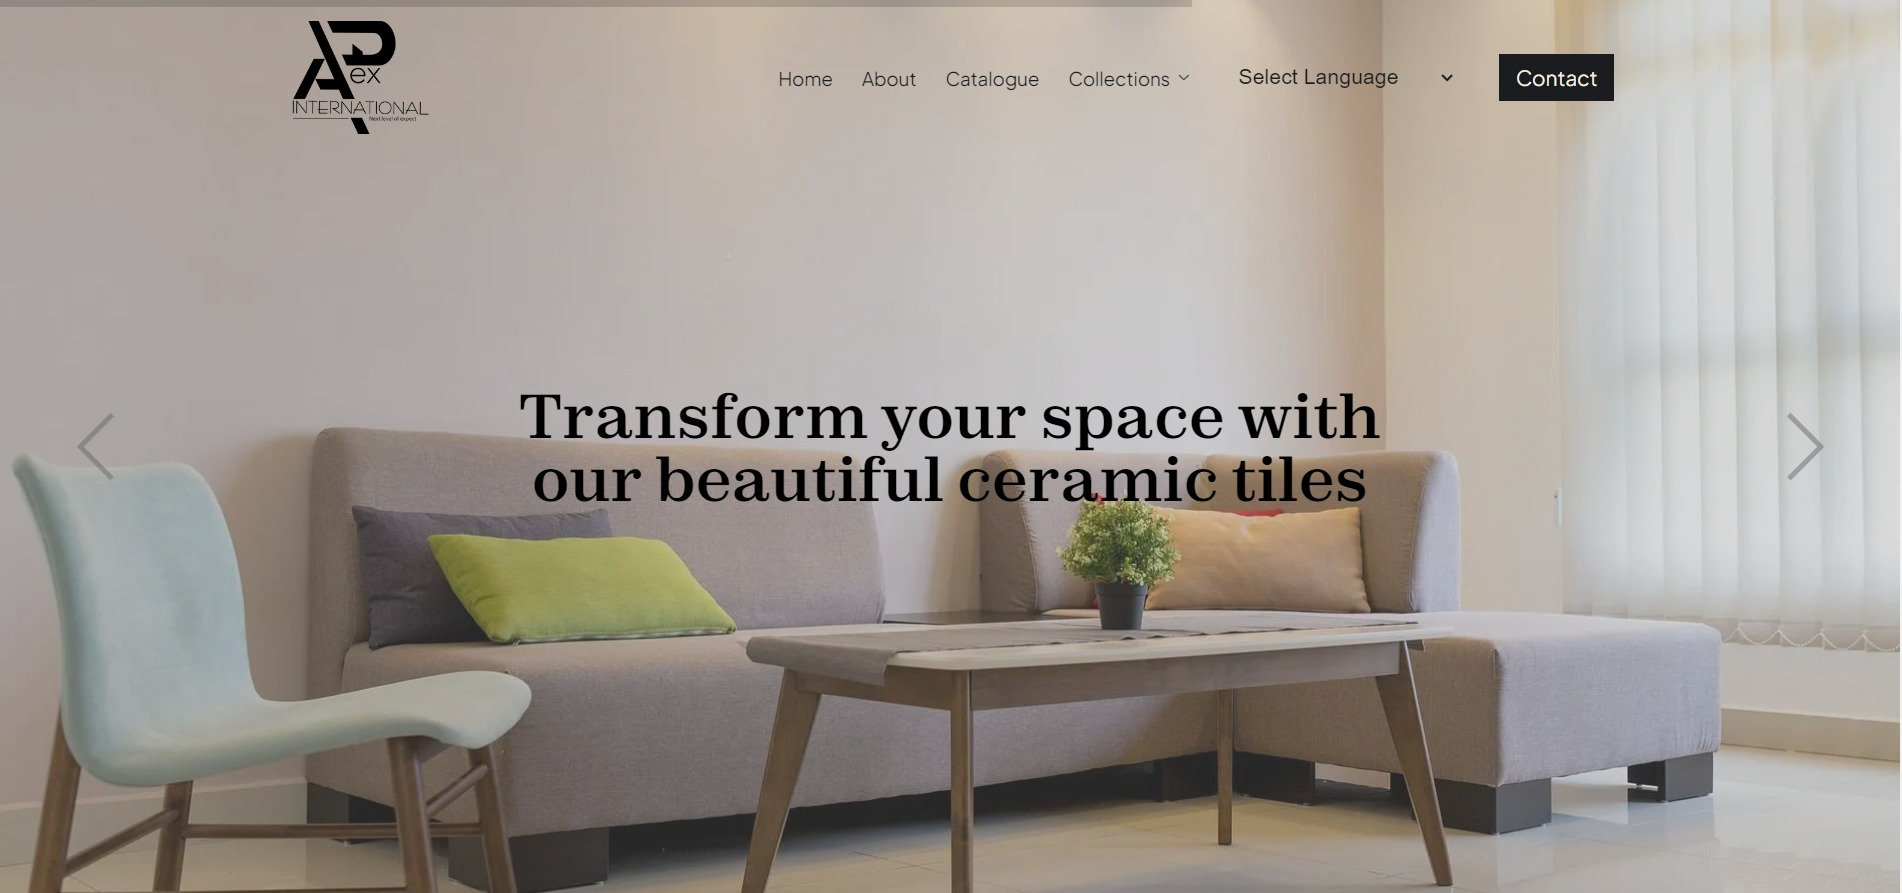 APex
INTERNATIONAL
Next level of expect
Home About Catalogue Collections Select Language Contact
Transform your space with
our beautiful ceramic tiles